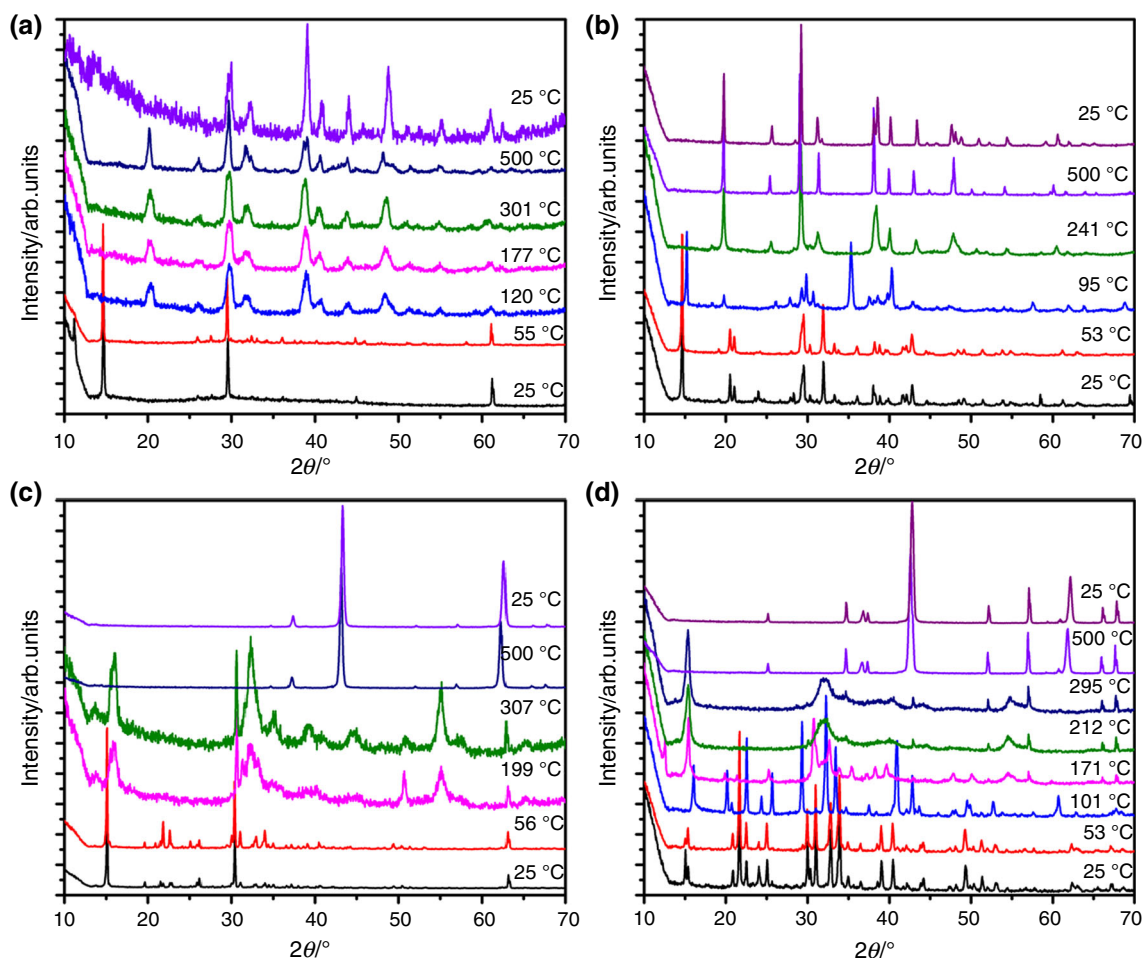 (a)
25 °C
500 °C
301 °C
177 °C
120 °C
55 °C
25 °C
Intensity/arb.units
10 20 30 40 50 60 70
2θ/°
(b)
25 °C
500 °C
241 °C
95 °C
53 °C
25 °C
Intensity/arb.units
10 20 30 40 50 60 70
2θ/°
(c)
25 °C
500 °C
307 °C
199 °C
56 °C
25 °C
Intensity/arb.units
10 20 30 40 50 60 70
2θ/°
(d)
25 °C
500 °C
295 °C
212 °C
171 °C
101 °C
53 °C
25 °C
Intensity/arb.units
10 20 30 40 50 60 70
2θ/°